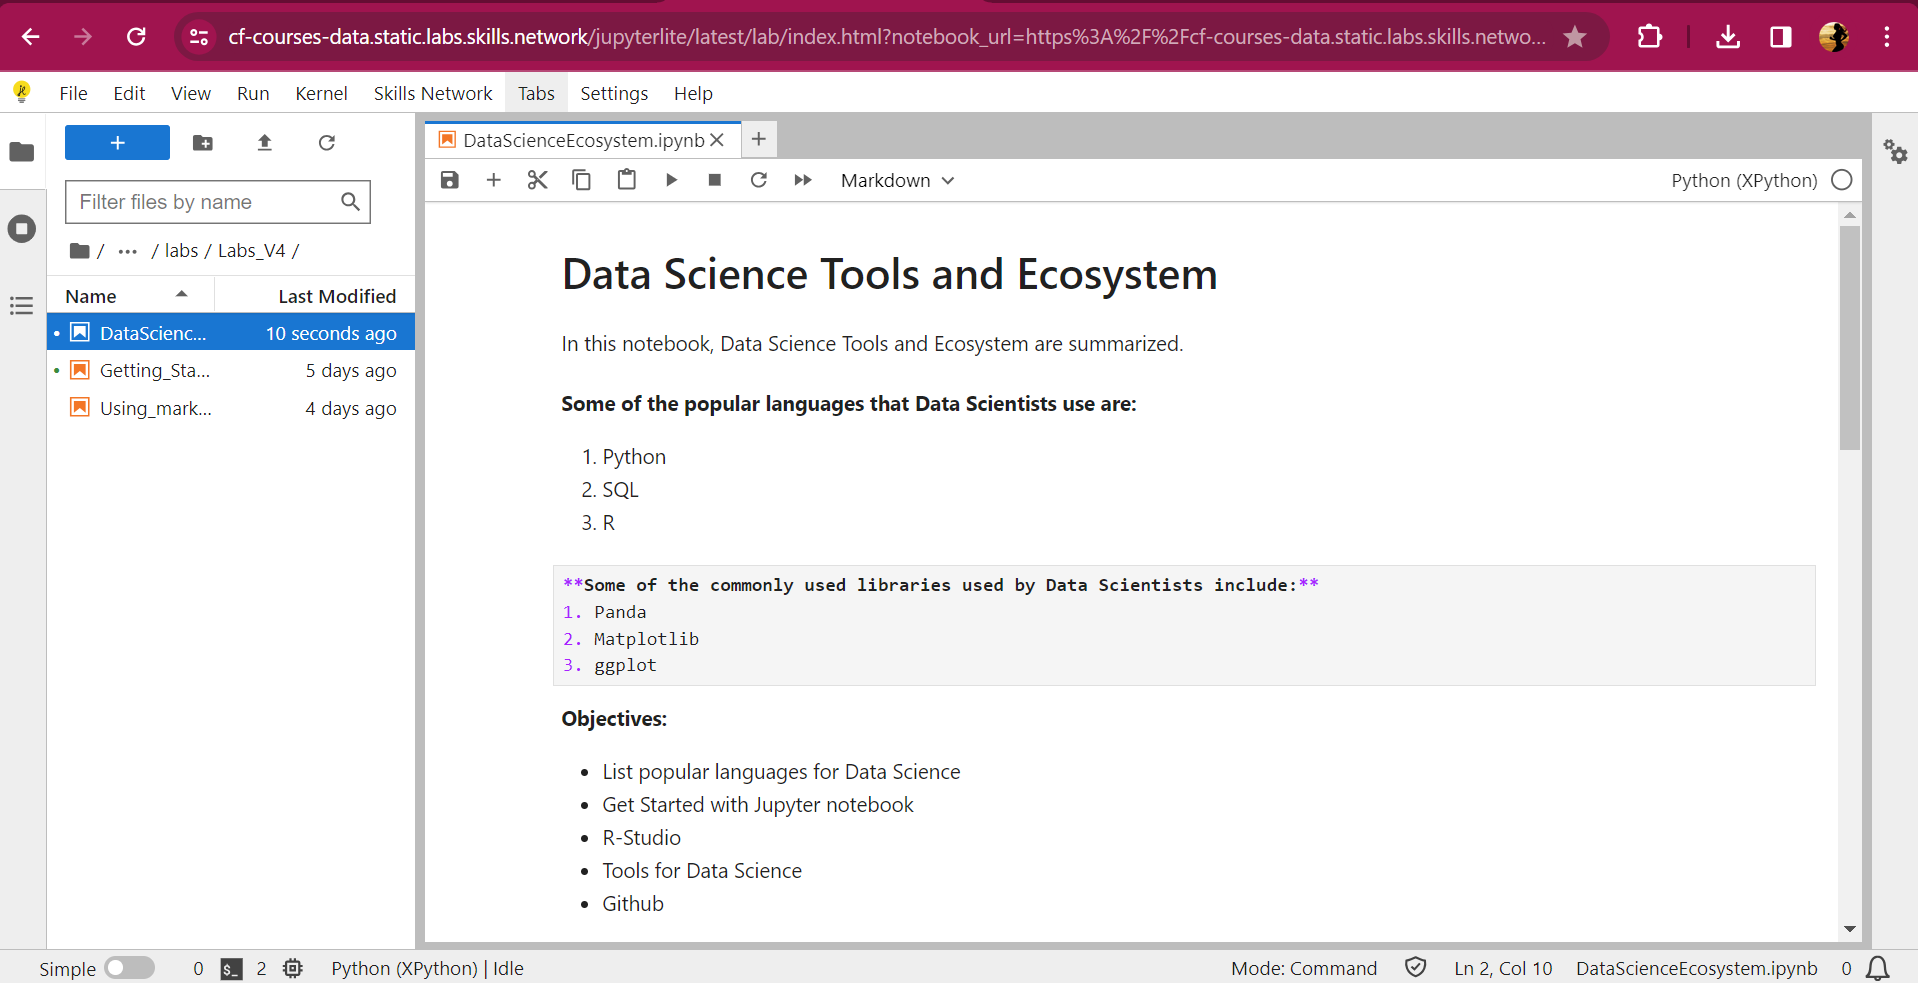 cf-courses-data.static.labs.skills.network/jupyterlite/latest/lab/index.html?notebook_url=https%3A%2F%2Fcf-courses-data.static.labs.skills.netwo...
File Edit View Run Kernel Skills Network Tabs Settings Help
DataScienceEcosystem.ipynb
Filter files by name
Markdown
Python (XPython)
/ ... / labs / Labs_V4 /
Name Last Modified
DataScienc... 10 seconds ago
Getting_Sta... 5 days ago
Using_mark... 4 days ago
Data Science Tools and Ecosystem
In this notebook, Data Science Tools and Ecosystem are summarized.
Some of the popular languages that Data Scientists use are:
1. Python
2. SQL
3. R
**Some of the commonly used libraries used by Data Scientists include:**
1. Panda
2. Matplotlib
3. ggplot
Objectives:
• List popular languages for Data Science
• Get Started with Jupyter notebook
• R-Studio
• Tools for Data Science
• Github
Simple 0 $_ 2 Python (XPython) | Idle Mode: Command Ln 2, Col 10 DataScienceEcosystem.ipynb 0